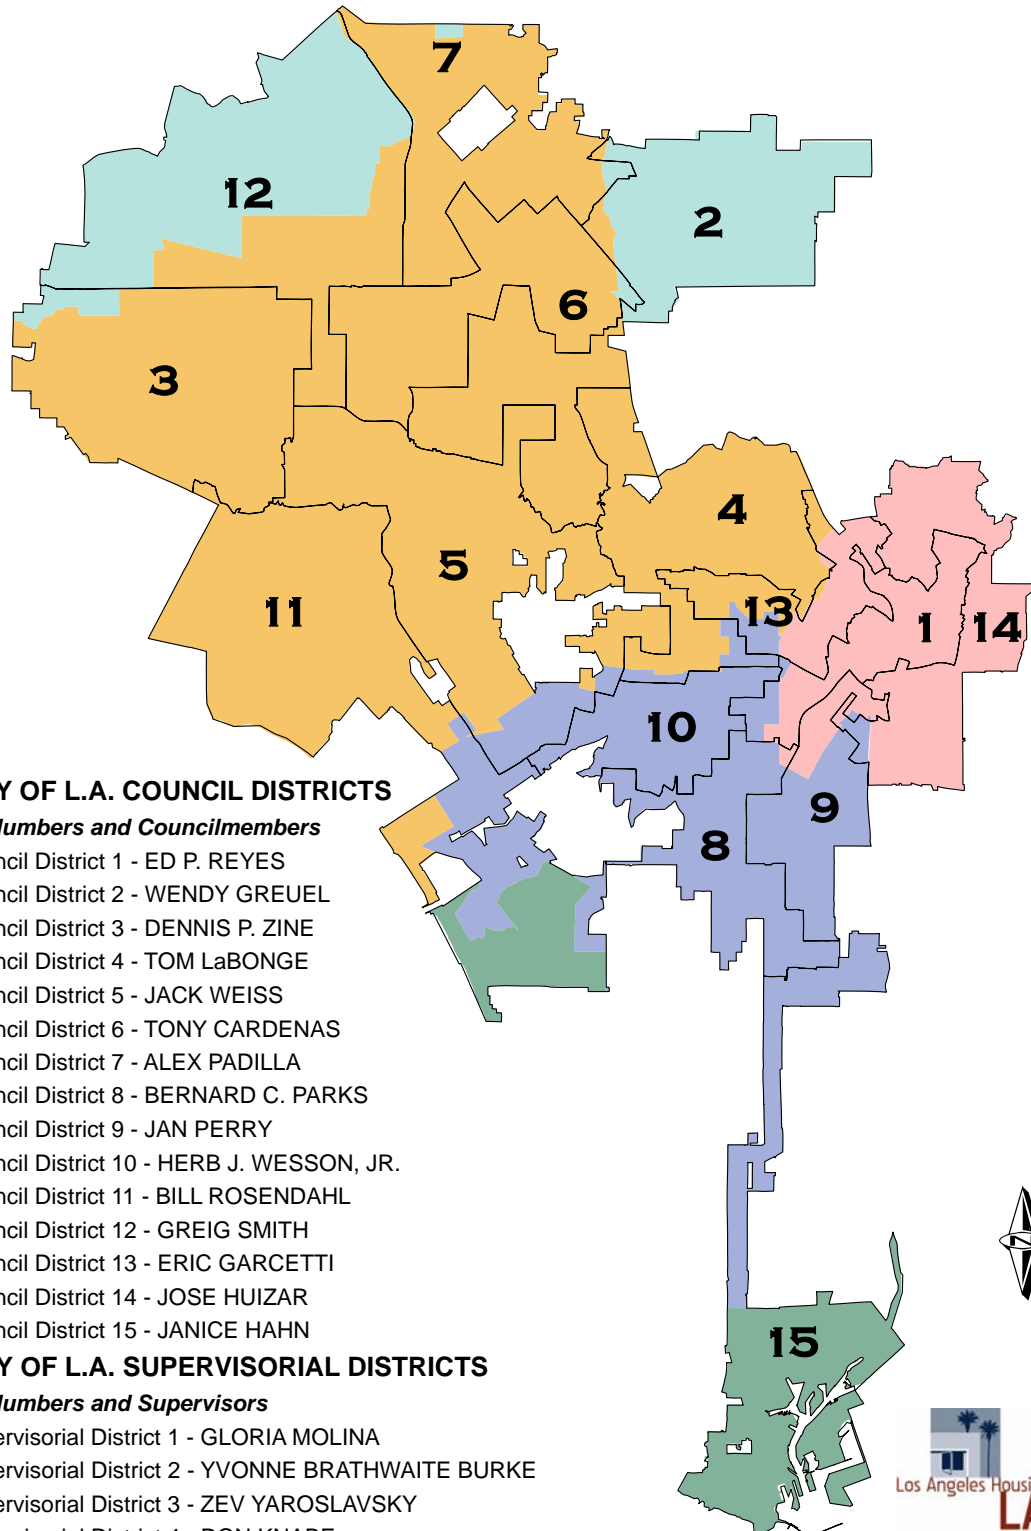 7
12
2
6
3
4
5
13
11
1
14
10
9
8
Y OF L.A. COUNCIL DISTRICTS
Numbers and Councilmembers
ncil District 1 - ED P. REYES
ncil District 2 - WENDY GREUEL
ncil District 3 - DENNIS P. ZINE
ncil District 4 - TOM LaBONGE
ncil District 5 - JACK WEISS
ncil District 6 - TONY CARDENAS
ncil District 7 - ALEX PADILLA
ncil District 8 - BERNARD C. PARKS
ncil District 9 - JAN PERRY
ncil District 10 - HERB J. WESSON, JR.
ncil District 11 - BILL ROSENDAHL
ncil District 12 - GREIG SMITH
ncil District 13 - ERIC GARCETTI
ncil District 14 - JOSE HUIZAR
ncil District 15 - JANICE HAHN
N
15
Y OF L.A. SUPERVISORIAL DISTRICTS
Numbers and Supervisors
ervisorial District 1 - GLORIA MOLINA
ervisorial District 2 - YVONNE BRATHWAITE BURKE
ervisorial District 3 - ZEV YAROSLAVSKY
Los Angeles Housi
LA